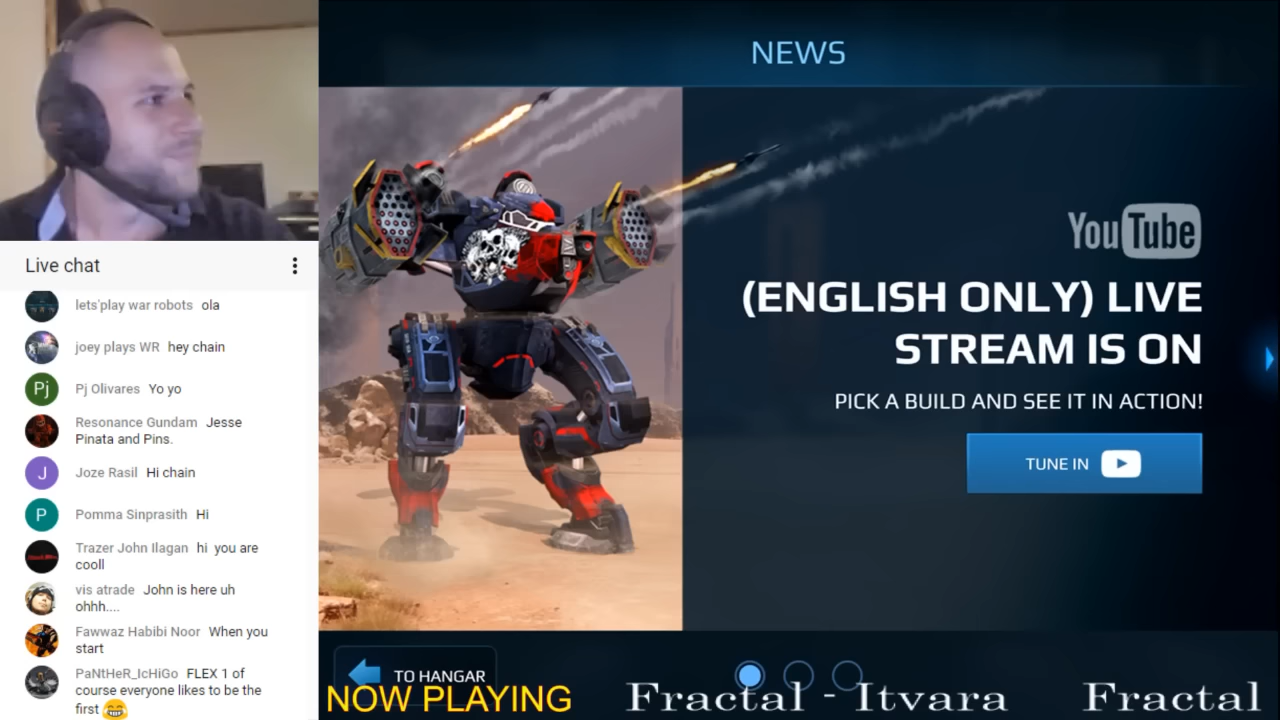 Live chat
lets'play war robots ola
joey plays WR hey chain
Pj
Pj Olivares Yo yo
Resonance Gundam Jesse
Pinata and Pins.
J
Joze Rasil Hi chain
P
Pomma Sinprasith Hi
Trazer John Ilagan hi you are
cooll
vis atrade John is here uh
ohhh....
Fawwaz Habibi Noor When you
start
PaNtHeR_IcHiGo FLEX 1 of
course everyone likes to be the
first 😁
NEWS
YouTube
(ENGLISH ONLY) LIVE
STREAM IS ON
PICK A BUILD AND SEE IT IN ACTION!
TUNE IN
TO HANGAR
NOW PLAYING Fractal - Itvara Fractal